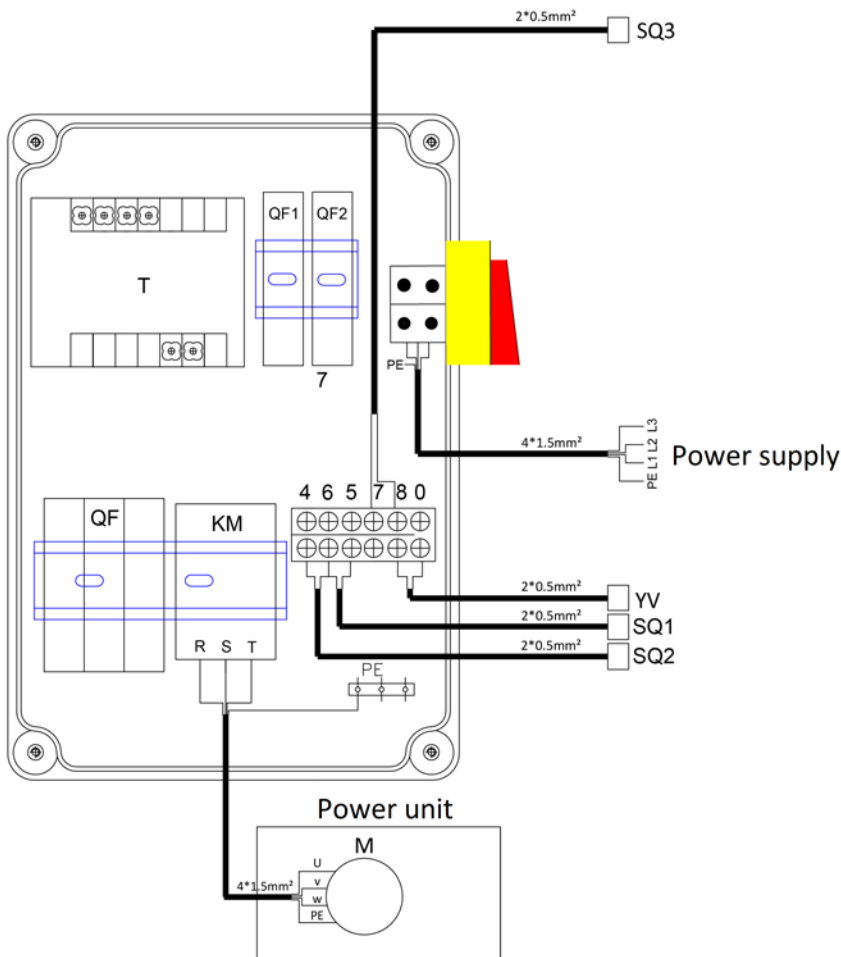 2*0.5mm²
SQ3
QF1 QF2
T
7
PE
4*1.5mm²
L3
L2
L1
PE
Power supply
4 6 5 7 8 0
QF
KM
2*0.5mm²
YV
2*0.5mm²
SQ1
2*0.5mm²
SQ2
R S T
PE
Power unit
M
U
v
4*1.5mm²
w
PE